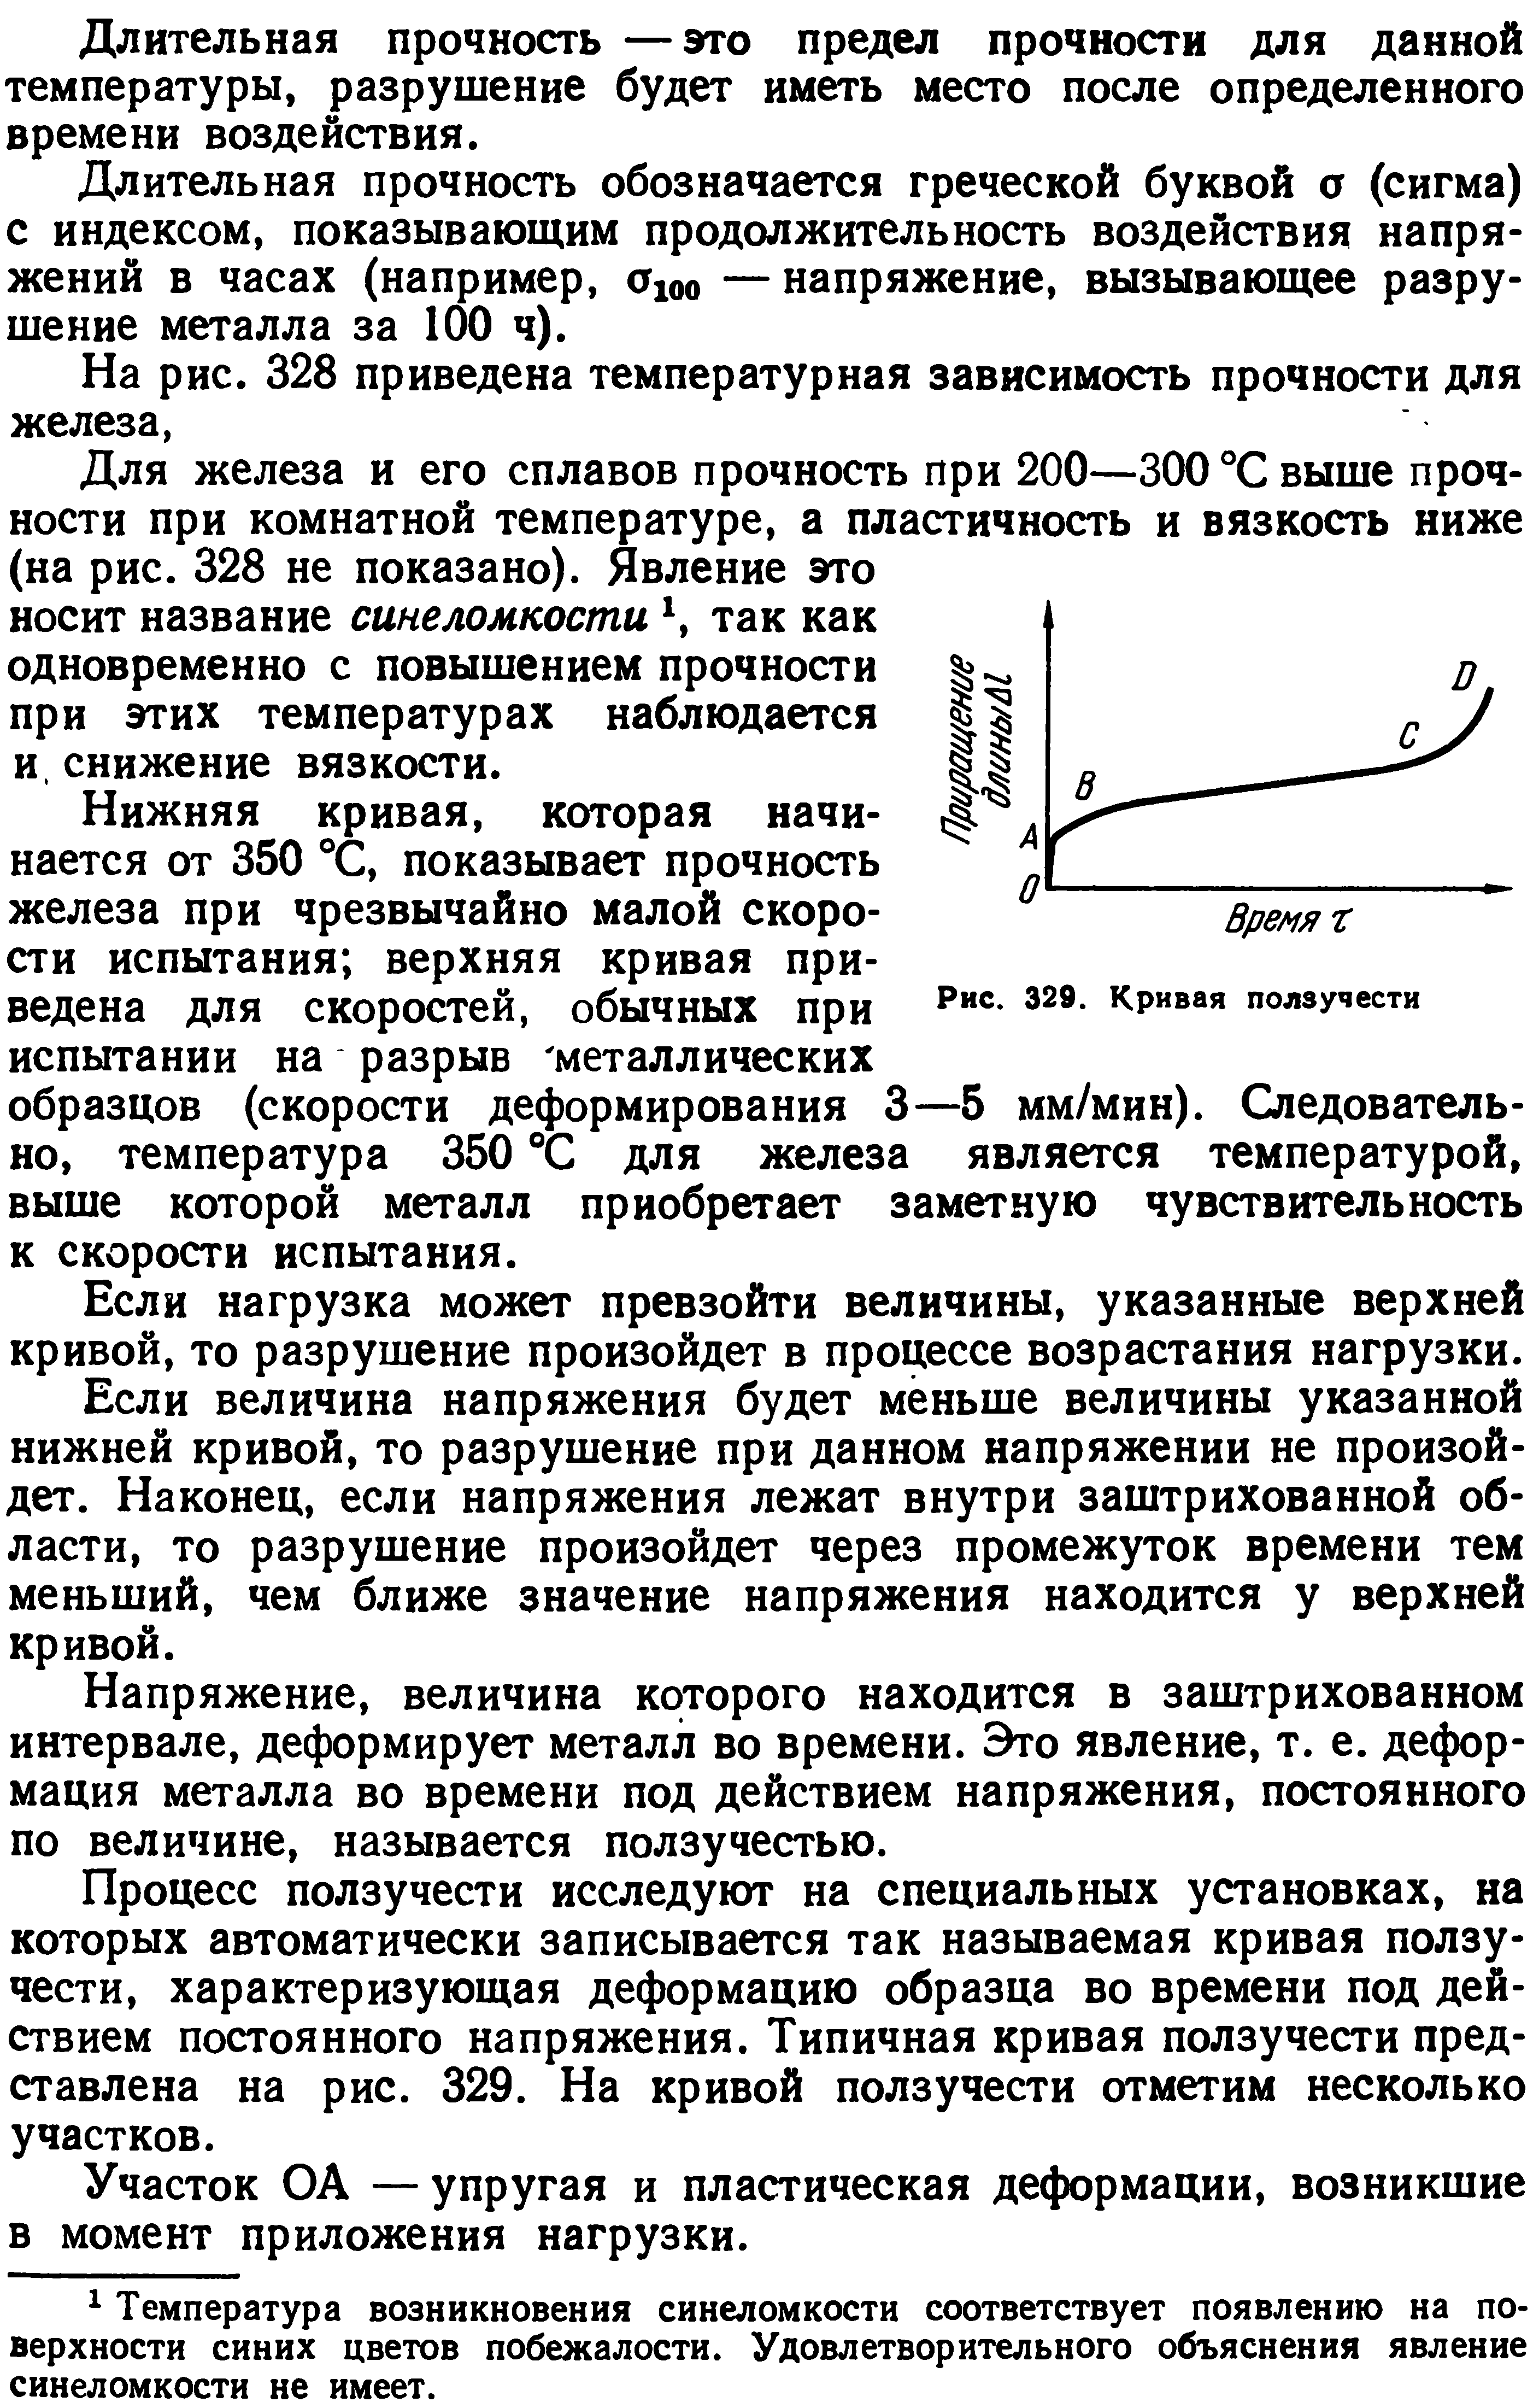 Длительная прочность — это предел прочности для данной
температуры, разрушение будет иметь место после определенного
времени воздействия.
Длительная прочность обозначается греческой буквой σ (сигма)
с индексом, показывающим продолжительность воздействия напря-
жений в часах (например, σ₁₀₀ — напряжение, вызывающее разру-
шение металла за 100 ч).
На рис. 328 приведена температурная зависимость прочности для
железа,
Для железа и его сплавов прочность при 200—300 °С выше проч-
ности при комнатной температуре, а пластичность и вязкость ниже
(на рис. 328 не показано). Явление это
носит название синеломкости ¹, так как
одновременно с повышением прочности
при этих температурах наблюдается
и снижение вязкости.
Нижняя кривая, которая начи-
нается от 350 °С, показывает прочность
железа при чрезвычайно малой скоро-
сти испытания; верхняя кривая при-
ведена для скоростей, обычных при
испытании на разрыв металлических
образцов (скорости деформирования 3—5 мм/мин). Следователь-
но, температура 350 °С для железа является температурой,
выше которой металл приобретает заметную чувствительность
к скорости испытания.
Приращение
длины Δl
D
C
B
A
O
Время τ
Рис. 329. Кривая ползучести
Если нагрузка может превзойти величины, указанные верхней
кривой, то разрушение произойдет в процессе возрастания нагрузки.
Если величина напряжения будет меньше величины указанной
нижней кривой, то разрушение при данном напряжении не произой-
дет. Наконец, если напряжения лежат внутри заштрихованной об-
ласти, то разрушение произойдет через промежуток времени тем
меньший, чем ближе значение напряжения находится у верхней
кривой.
Напряжение, величина которого находится в заштрихованном
интервале, деформирует металл во времени. Это явление, т. е. дефор-
мация металла во времени под действием напряжения, постоянного
по величине, называется ползучестью.
Процесс ползучести исследуют на специальных установках, на
которых автоматически записывается так называемая кривая ползу-
чести, характеризующая деформацию образца во времени под дей-
ствием постоянного напряжения. Типичная кривая ползучести пред-
ставлена на рис. 329. На кривой ползучести отметим несколько
участков.
Участок ОА — упругая и пластическая деформации, возникшие
в момент приложения нагрузки.
¹ Температура возникновения синеломкости соответствует появлению на по-
верхности синих цветов побежалости. Удовлетворительного объяснения явление
синеломкости не имеет.